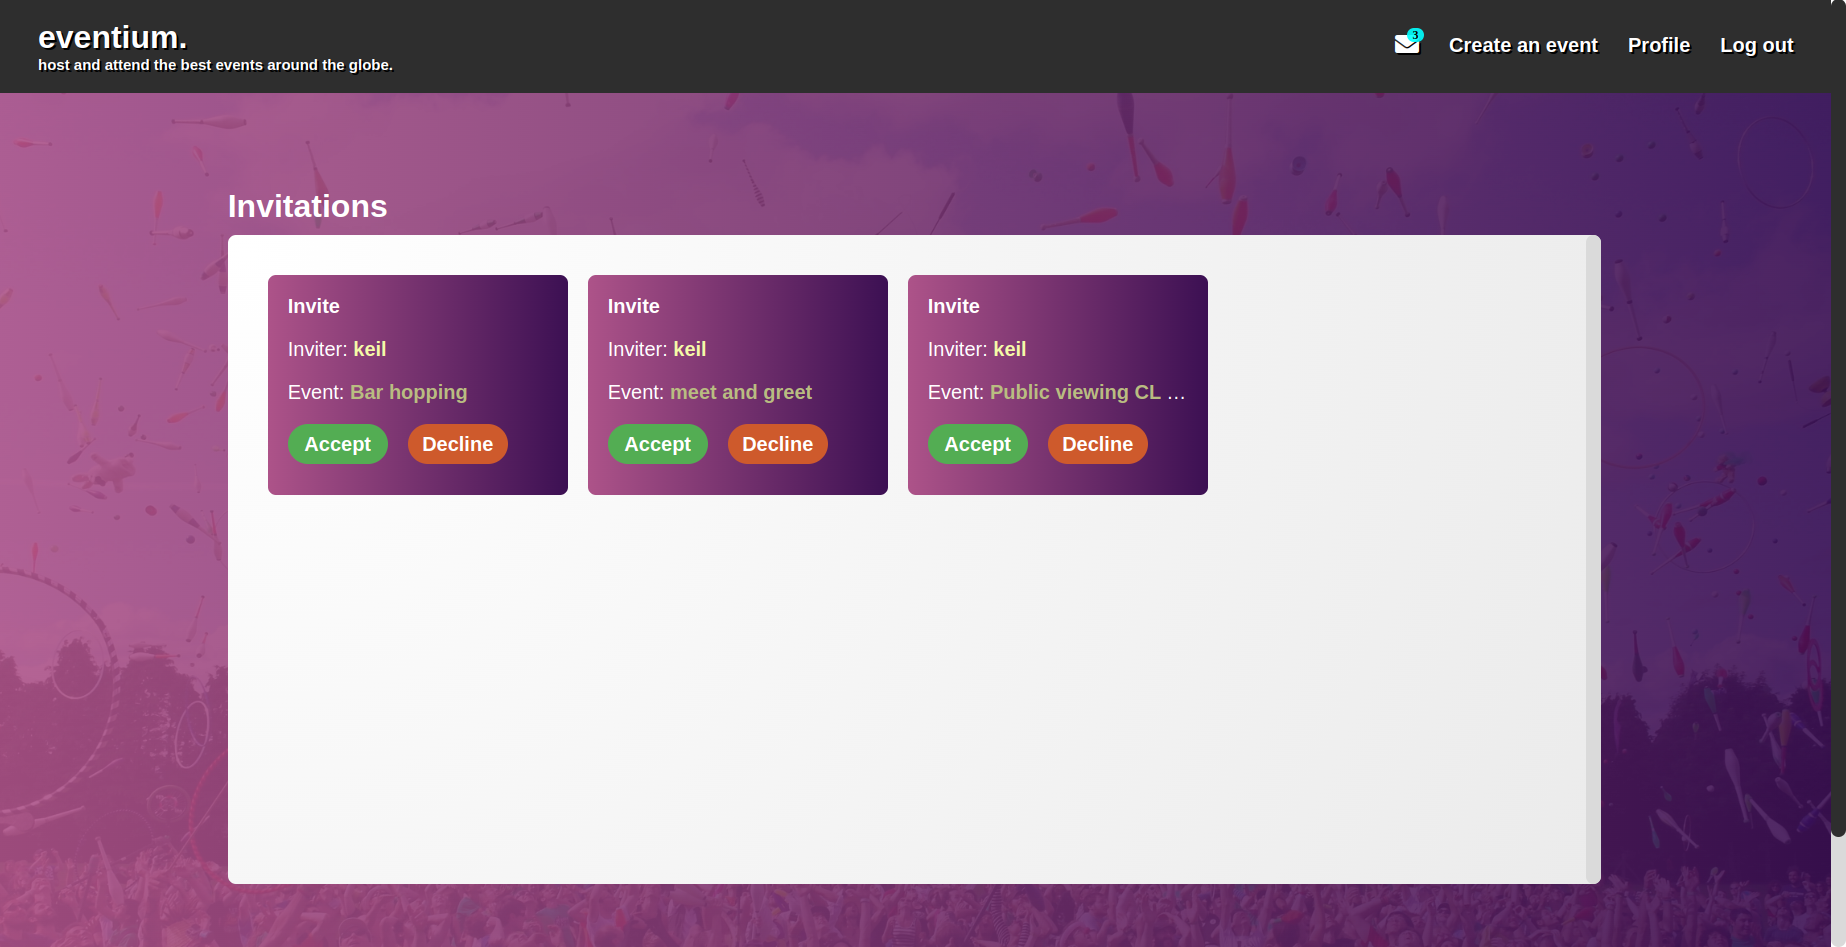 eventium.
host and attend the best events around the globe.
3
Create an event
Profile
Log out
Invitations
Invite
Inviter: keil
Event: Bar hopping
Accept
Decline
Invite
Inviter: keil
Event: meet and greet
Accept
Decline
Invite
Inviter: keil
Event: Public viewing CL …
Accept
Decline